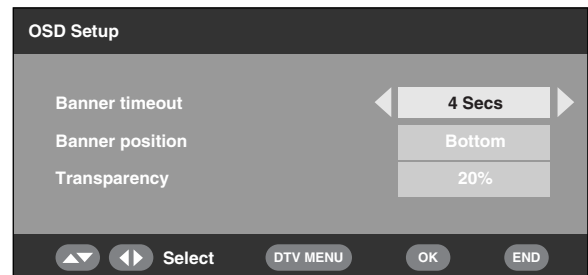 OSD Setup
Banner timeout 4 Secs
Banner position Bottom
Transparency 20%
Select DTV MENU OK END